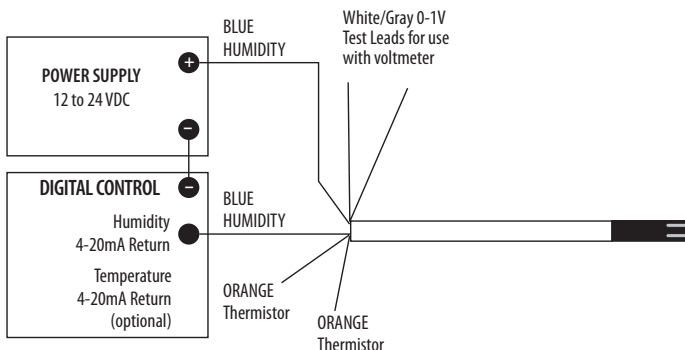 BLUE
HUMIDITY
White/Gray 0-1V
Test Leads for use
with voltmeter
POWER SUPPLY
12 to 24 VDC
+
−
DIGITAL CONTROL
−
Humidity
4-20mA Return
Temperature
4-20mA Return
(optional)
BLUE
HUMIDITY
ORANGE
Thermistor
ORANGE
Thermistor